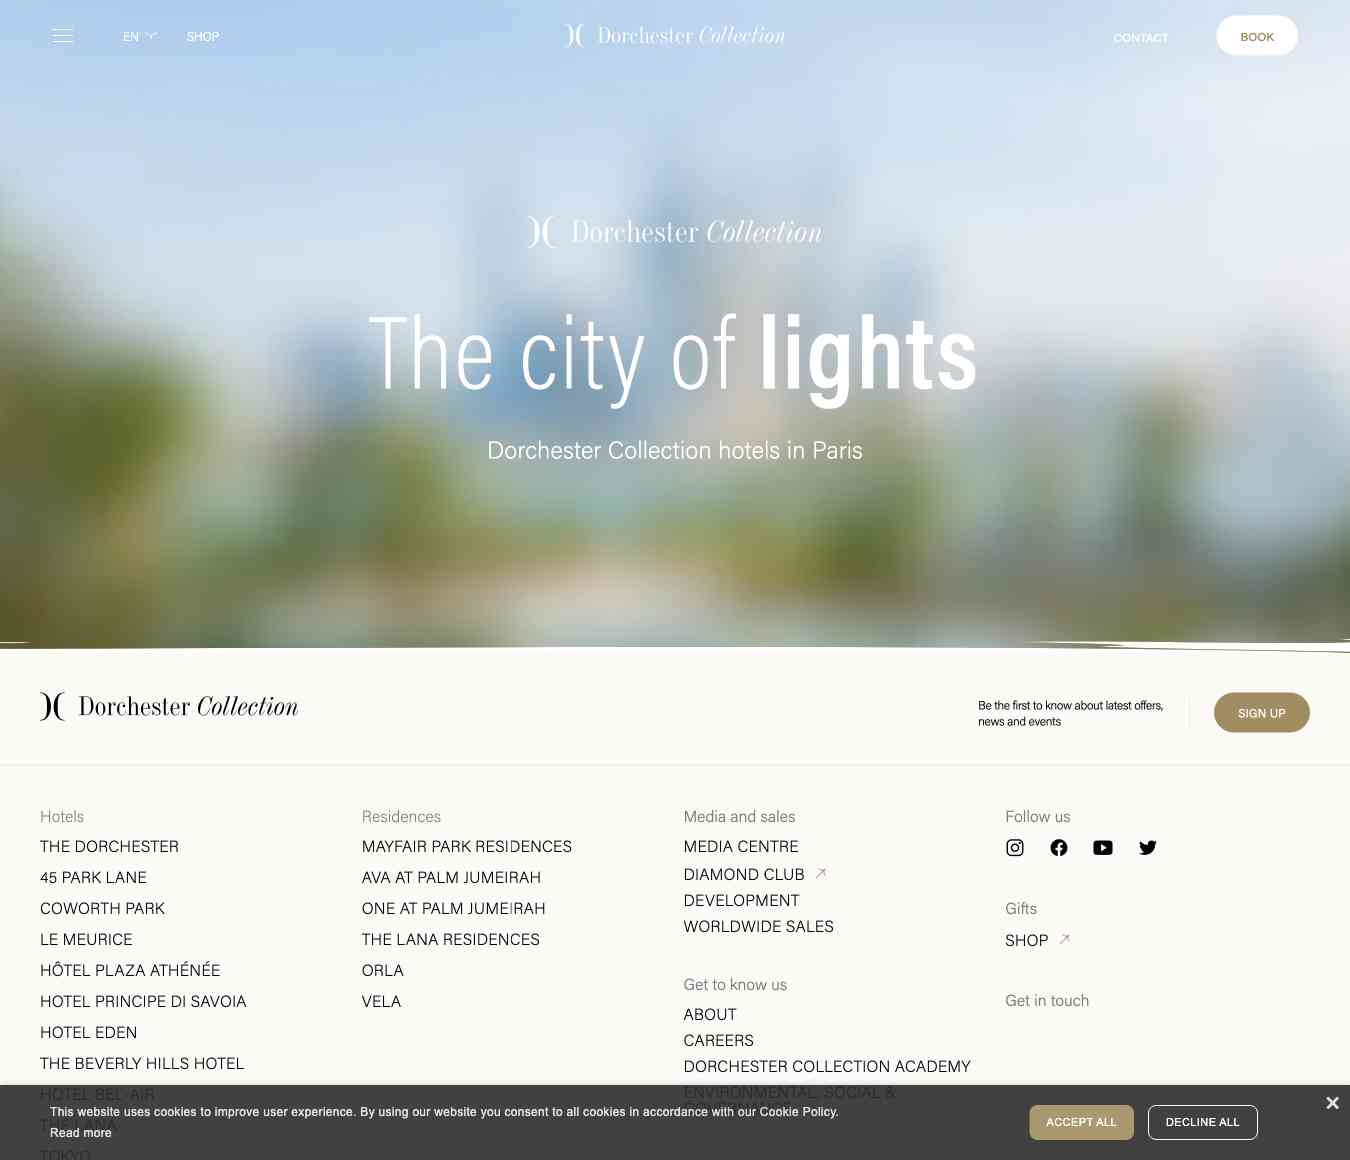 EN
SHOP
Dorchester Collection
CONTACT
BOOK
Dorchester Collection
The city of lights
Dorchester Collection hotels in Paris
Dorchester Collection
Be the first to know about latest offers,
news and events
SIGN UP
Hotels
THE DORCHESTER
45 PARK LANE
COWORTH PARK
LE MEURICE
HÔTEL PLAZA ATHÉNÉE
HOTEL PRINCIPE DI SAVOIA
HOTEL EDEN
THE BEVERLY HILLS HOTEL
HOTEL BEL-AIR
THE LANA
TOKYO
Residences
MAYFAIR PARK RESIDENCES
AVA AT PALM JUMEIRAH
ONE AT PALM JUMEIRAH
THE LANA RESIDENCES
ORLA
VELA
Media and sales
MEDIA CENTRE
DIAMOND CLUB
DEVELOPMENT
WORLDWIDE SALES
Get to know us
ABOUT
CAREERS
DORCHESTER COLLECTION ACADEMY
ENVIRONMENTAL, SOCIAL &
Follow us
Gifts
SHOP
Get in touch
This website uses cookies to improve user experience. By using our website you consent to all cookies in accordance with our Cookie Policy.
Read more
ACCEPT ALL
DECLINE ALL